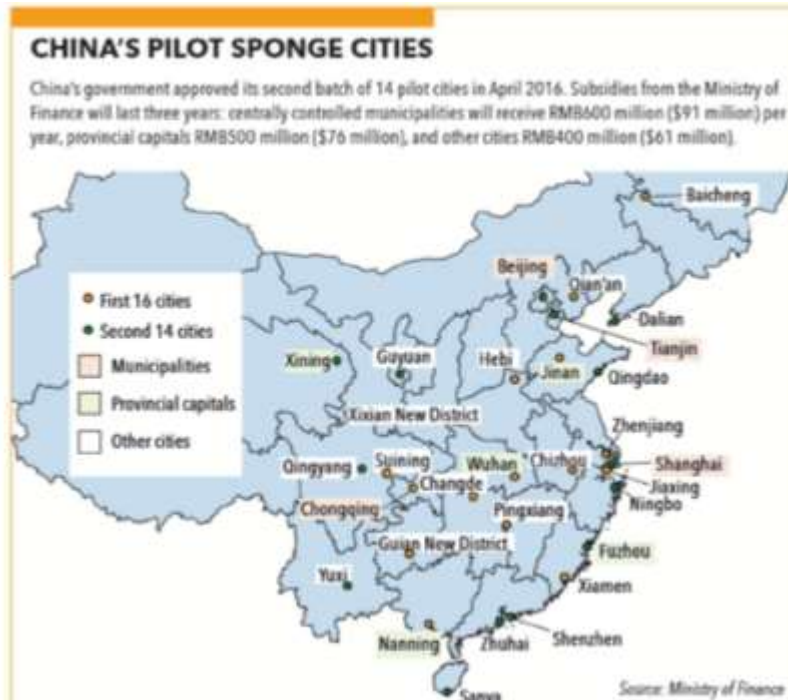 CHINA'S PILOT SPONGE CITIES
China's government approved its second batch of 14 pilot cities in April 2016. Subsidies from the Ministry of
Finance will last three years: centrally controlled municipalities will receive RMB600 million ($91 million) per
year, provincial capitals RMB500 million ($76 million), and other cities RMB400 million ($61 million).
Baicheng
Beijing
Qian'an
First 16 cities
Second 14 cities
Municipalities
Provincial capitals
Other cities
Dalian
Tianjin
Xining
Guyuan
Hebi
Jinan
Qingdao
Xixian New District
Zhenjiang
Qingyang
Suining
Wuhan
Chizhou
Shanghai
Changde
Jiaxing
Chongqing
Pingxiang
Ningbo
Guian New District
Fuzhou
Yuxi
Xiamen
Nanning
Zhuhai
Shenzhen
Sanya
Source: Ministry of Finance